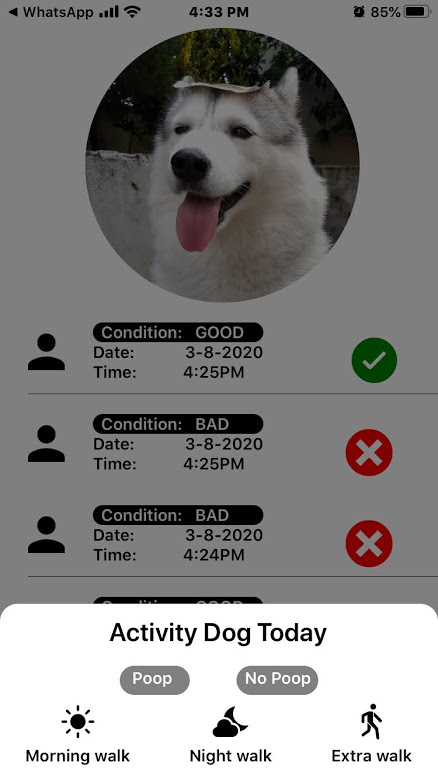 WhatsApp 4:33 PM 85%
Condition: GOOD
Date: 3-8-2020
Time: 4:25PM
Condition: BAD
Date: 3-8-2020
Time: 4:25PM
Condition: BAD
Date: 3-8-2020
Time: 4:24PM
Activity Dog Today
Poop No Poop
Morning walk Night walk Extra walk